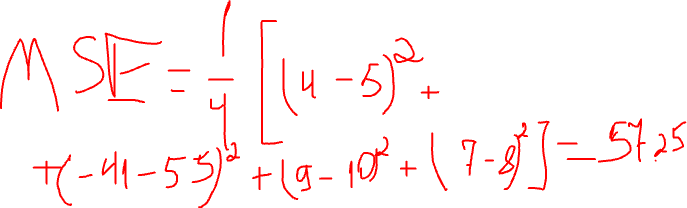 MSE = 1/4 [(4 - 5)² +
+(-41-55)² + (9 - 10)² + (7-8)²] = 57.25